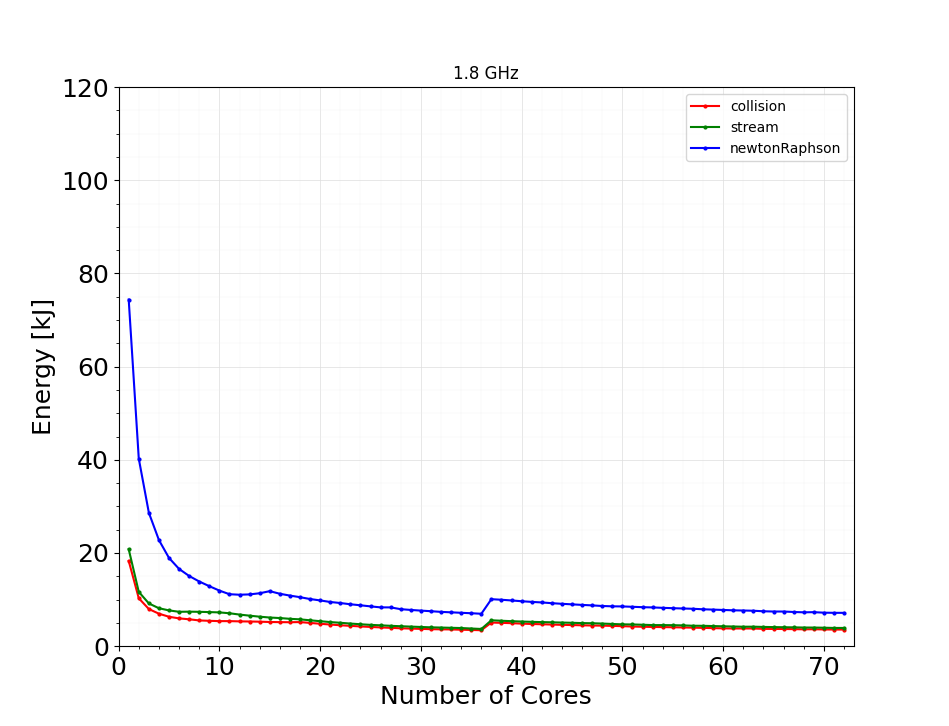 1.8 GHz
120
100
80
60
40
20
0
Energy [kJ]
collision
stream
newtonRaphson
0 10 20 30 40 50 60 70
Number of Cores